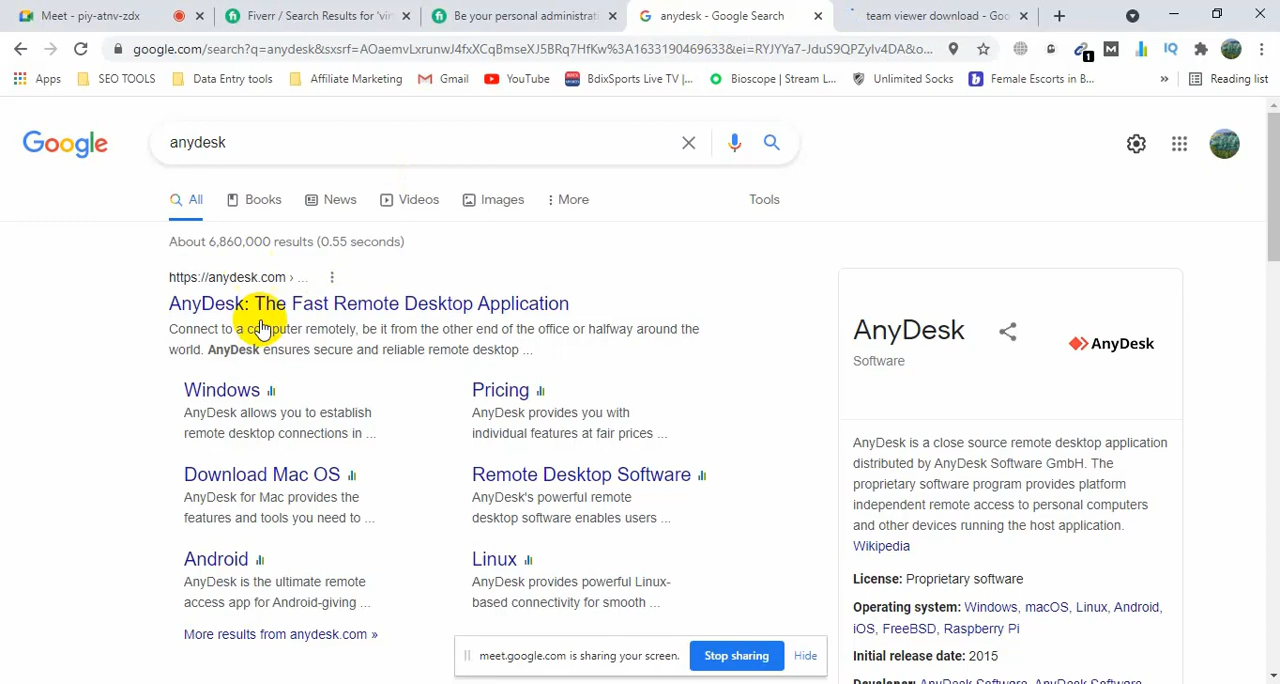 Meet - piy-atnv-zdx
Fiverr / Search Results for 'vir
Be your personal administrat
anydesk - Google Search
team viewer download - Goo
google.com/search?q=anydesk&sxsrf=AOaemvLxrunwJ4fxXCqBmseXJ5BRq7HfKw%3A1633190469633&ei=RYJYYa7-JduS9QPZyIv4DA&o...
1
M
IQ
Apps
SEO TOOLS
Data Entry tools
Affiliate Marketing
Gmail
YouTube
BdixSports Live TV |...
Bioscope | Stream L...
Unlimited Socks
Female Escorts in B...
»
Reading list
Google
anydesk
All
Books
News
Videos
Images
More
Tools
About 6,860,000 results (0.55 seconds)
https://anydesk.com › ...
AnyDesk: The Fast Remote Desktop Application
Connect to a computer remotely, be it from the other end of the office or halfway around the
world. AnyDesk ensures secure and reliable remote desktop ...
Windows
AnyDesk allows you to establish
remote desktop connections in ...
Pricing
AnyDesk provides you with
individual features at fair prices ...
Download Mac OS
AnyDesk for Mac provides the
features and tools you need to ...
Remote Desktop Software
AnyDesk's powerful remote
desktop software enables users ...
Android
AnyDesk is the ultimate remote
access app for Android-giving ...
Linux
AnyDesk provides powerful Linux-
based connectivity for smooth ...
More results from anydesk.com »
AnyDesk
Software
AnyDesk
AnyDesk is a close source remote desktop application
distributed by AnyDesk Software GmbH. The
proprietary software program provides platform
independent remote access to personal computers
and other devices running the host application.
Wikipedia
License: Proprietary software
Operating system: Windows, macOS, Linux, Android,
iOS, FreeBSD, Raspberry Pi
Initial release date: 2015
Developer: AnyDesk Software, AnyDesk Software
meet.google.com is sharing your screen.
Stop sharing
Hide